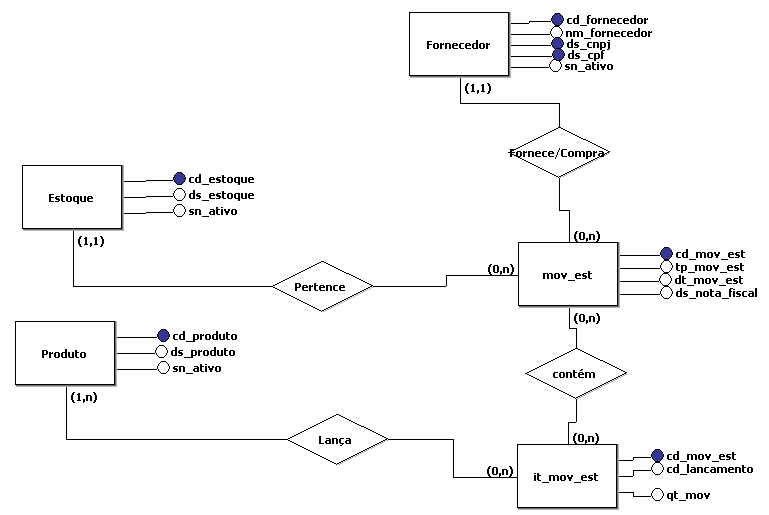 Fornecedor
cd_fornecedor
nm_fornecedor
ds_cnpj
ds_cpf
sn_ativo
(1,1)
Fornece/Compra
Estoque
cd_estoque
ds_estoque
sn_ativo
(1,1)
(0,n)
Pertence
(0,n)
mov_est
cd_mov_est
tp_mov_est
dt_mov_est
ds_nota_fiscal
(0,n)
Produto
cd_produto
ds_produto
sn_ativo
(1,n)
contém
Lança
(0,n)
(0,n)
it_mov_est
cd_mov_est
cd_lancamento
qt_mov